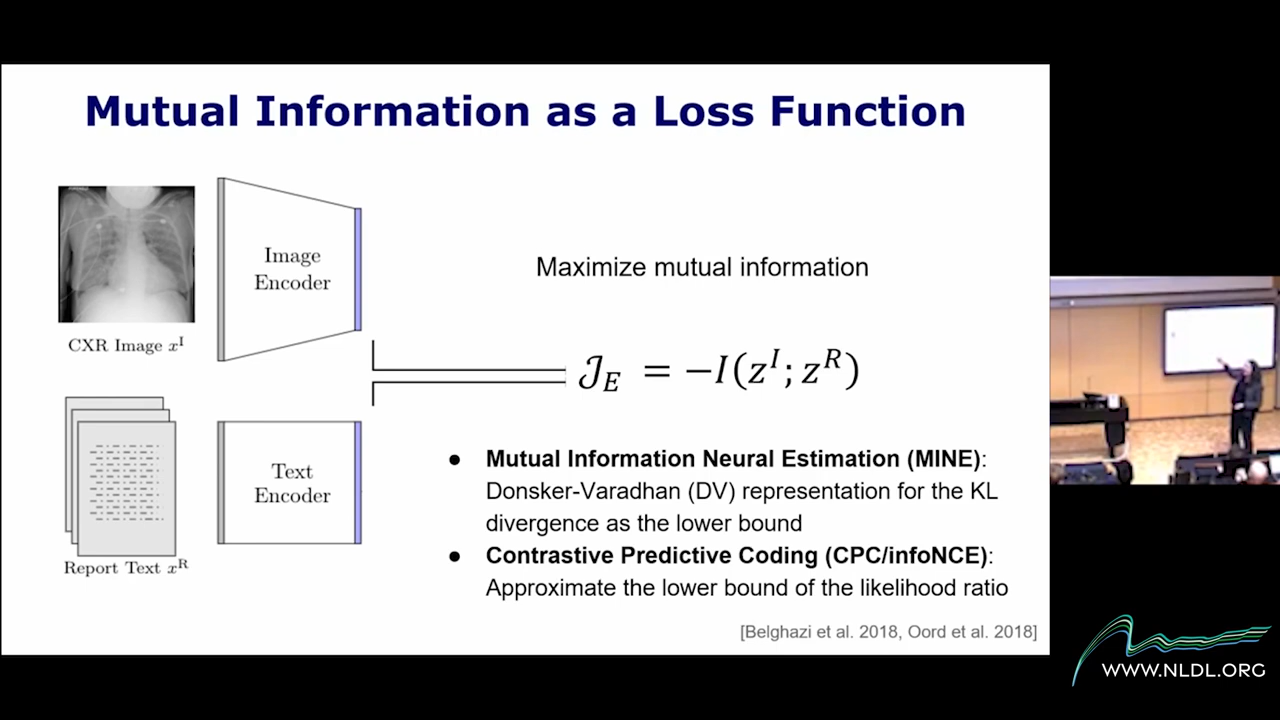 Mutual Information as a Loss Function
Image
Encoder
CXR Image x^I
Maximize mutual information
𝒥_E = −I(z^I; z^R)
Text
Encoder
Report Text x^R
● Mutual Information Neural Estimation (MINE):
Donsker-Varadhan (DV) representation for the KL
divergence as the lower bound
● Contrastive Predictive Coding (CPC/infoNCE):
Approximate the lower bound of the likelihood ratio
[Belghazi et al. 2018, Oord et al. 2018]
WWW.NLDL.ORG